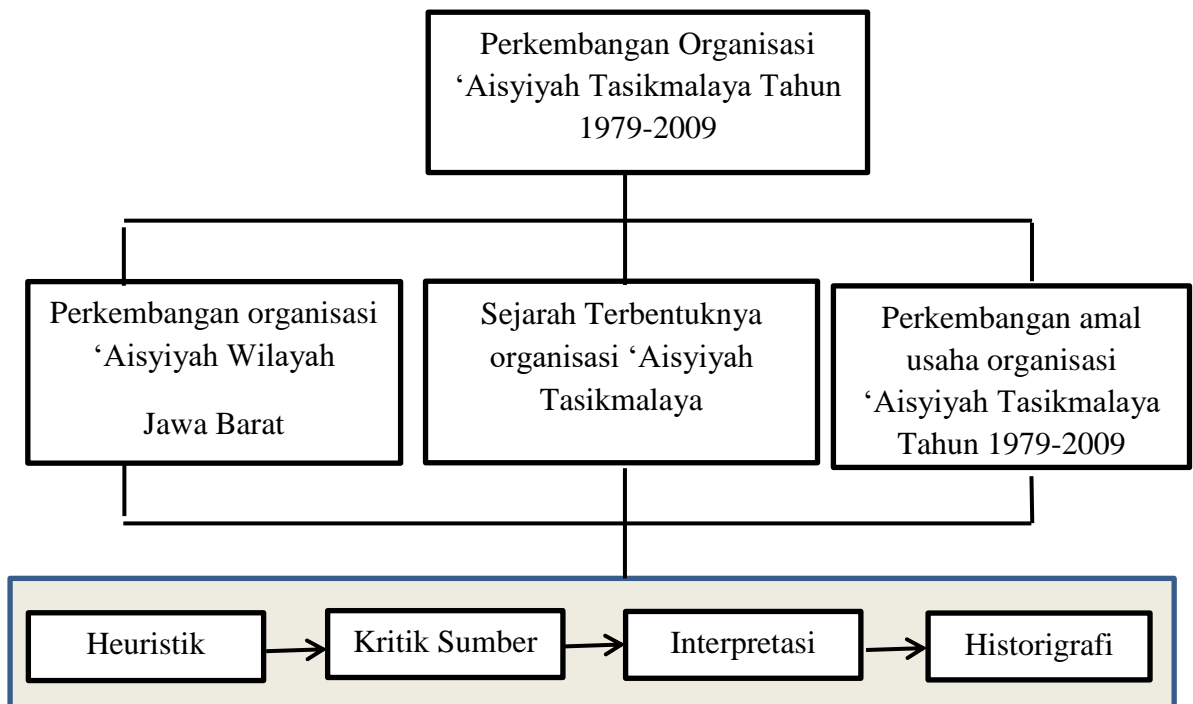 Perkembangan Organisasi
‘Aisyiyah Tasikmalaya Tahun
1979-2009
Perkembangan organisasi
‘Aisyiyah Wilayah
Jawa Barat
Sejarah Terbentuknya
organisasi ‘Aisyiyah
Tasikmalaya
Perkembangan amal
usaha organisasi
‘Aisyiyah Tasikmalaya
Tahun 1979-2009
Heuristik
Kritik Sumber
Interpretasi
Historigrafi